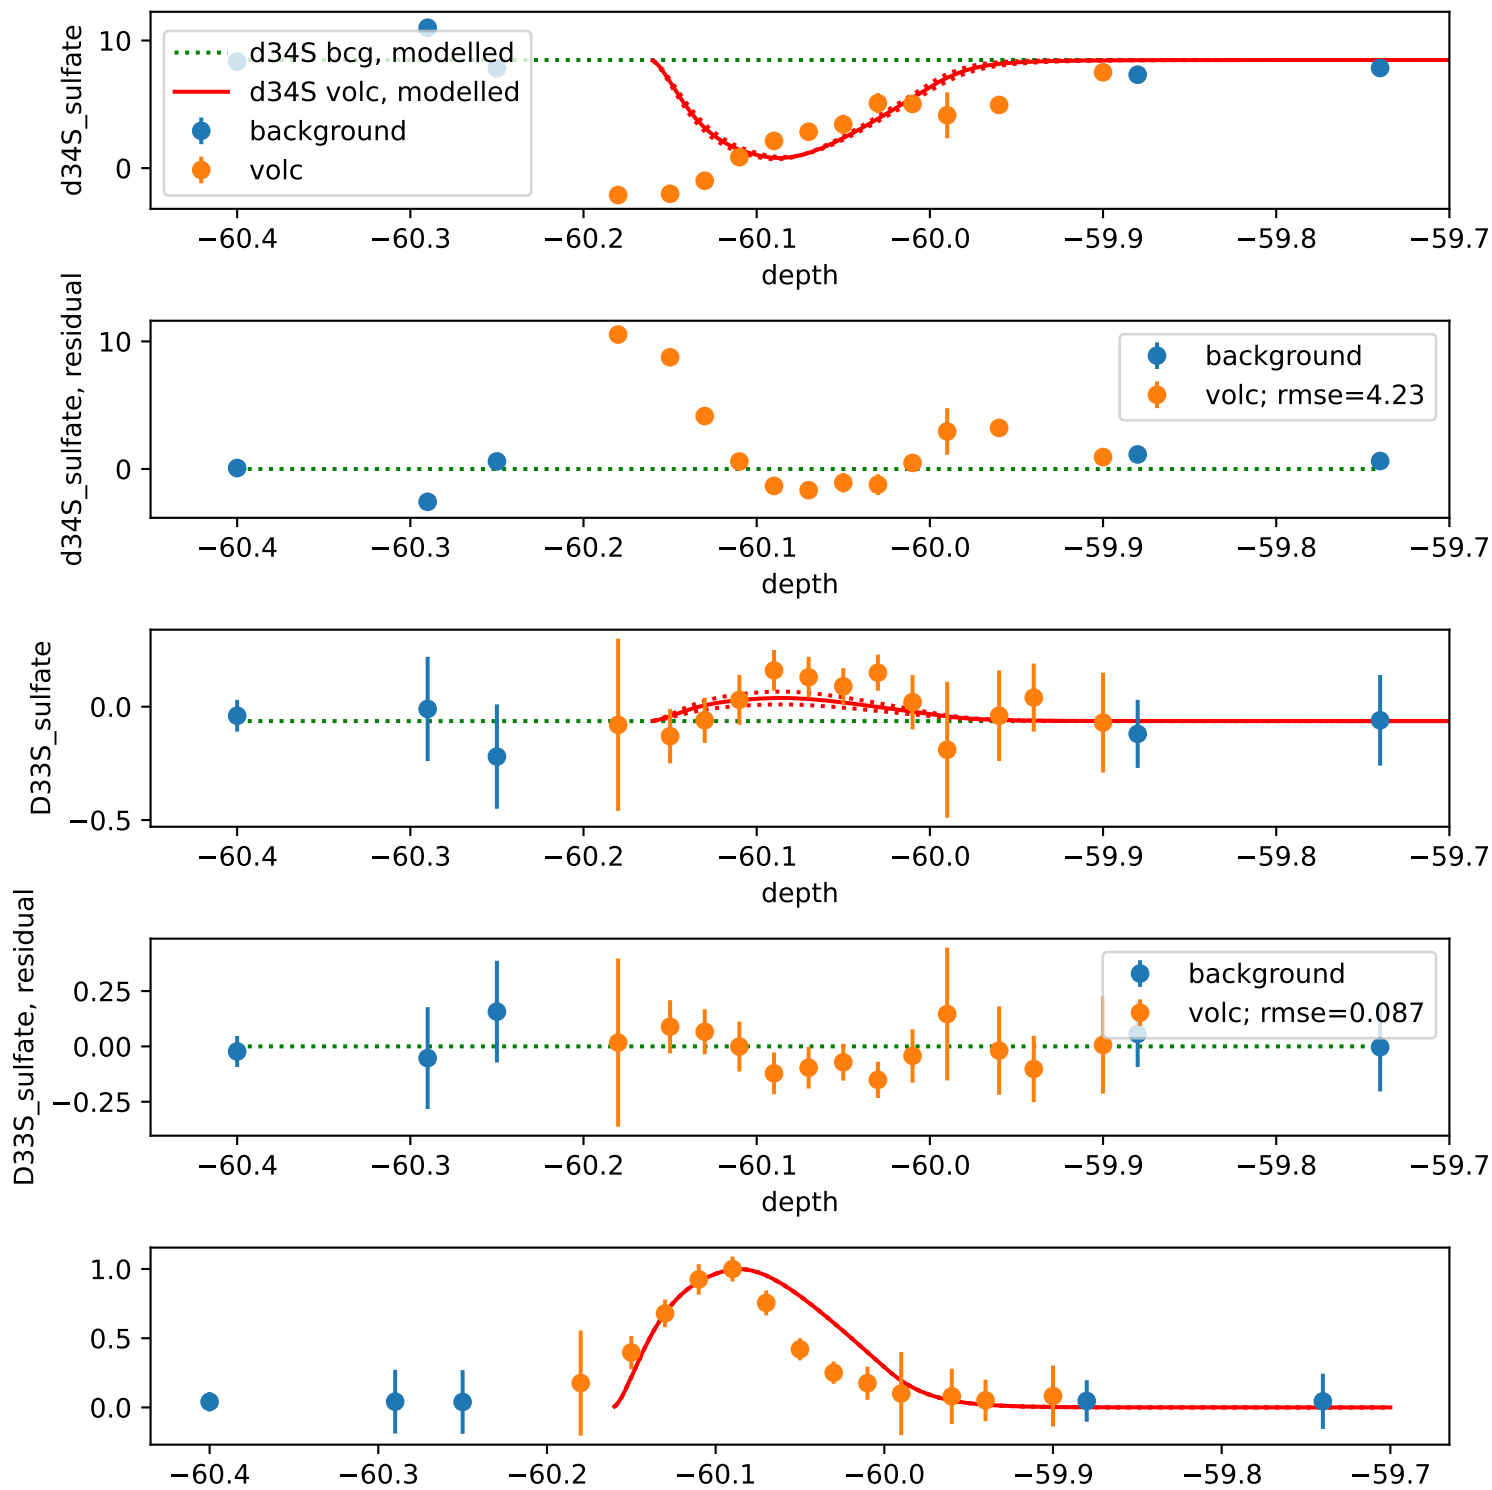 d34S_sulfate
10
0
d34S bcg, modelled
d34S volc, modelled
background
volc
−60.4 −60.3 −60.2 −60.1 −60.0 −59.9 −59.8 −59.7
depth
d34S_sulfate, residual
10
0
background
volc; rmse=4.23
−60.4 −60.3 −60.2 −60.1 −60.0 −59.9 −59.8 −59.7
depth
D33S_sulfate
0.0
−0.5
−60.4 −60.3 −60.2 −60.1 −60.0 −59.9 −59.8 −59.7
depth
D33S_sulfate, residual
0.25
0.00
−0.25
background
volc; rmse=0.087
−60.4 −60.3 −60.2 −60.1 −60.0 −59.9 −59.8 −59.7
depth
1.0
0.5
0.0
−60.4 −60.3 −60.2 −60.1 −60.0 −59.9 −59.8 −59.7